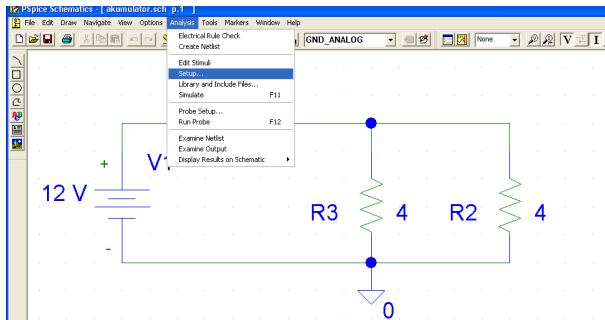 PSpice Schematics - [ akumulator.sch p.1 ]
File Edit Draw Navigate View Options Analysis Tools Markers Window Help
GND_ANALOG
None
V I
Electrical Rule Check
Create Netlist
Edit Stimuli
Setup...
Library and Include Files...
Simulate F11
Probe Setup...
Run Probe F12
Examine Netlist
Examine Output
Display Results on Schematic
+
12 V
-
R3 4 R2 4
0